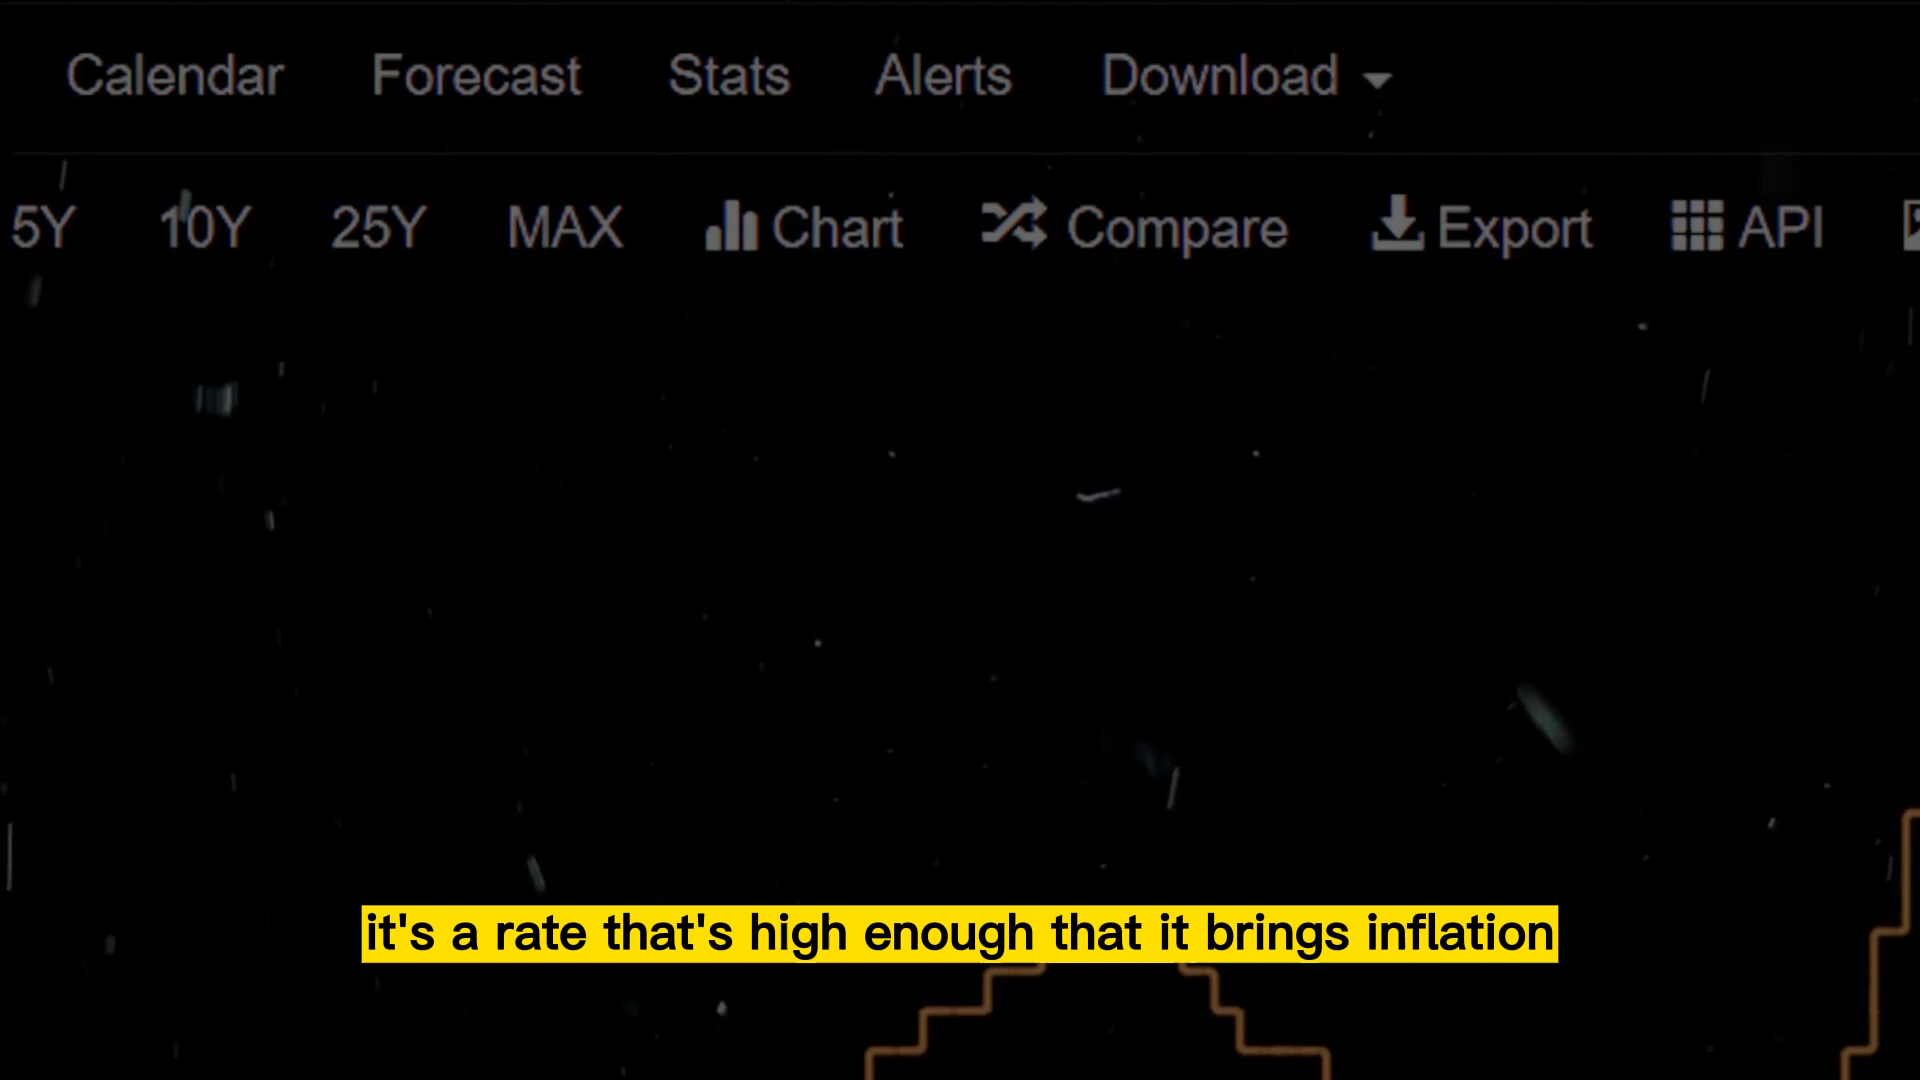 Calendar Forecast Stats Alerts Download
5Y 10Y 25Y MAX Chart Compare Export API
it's a rate that's high enough that it brings inflation